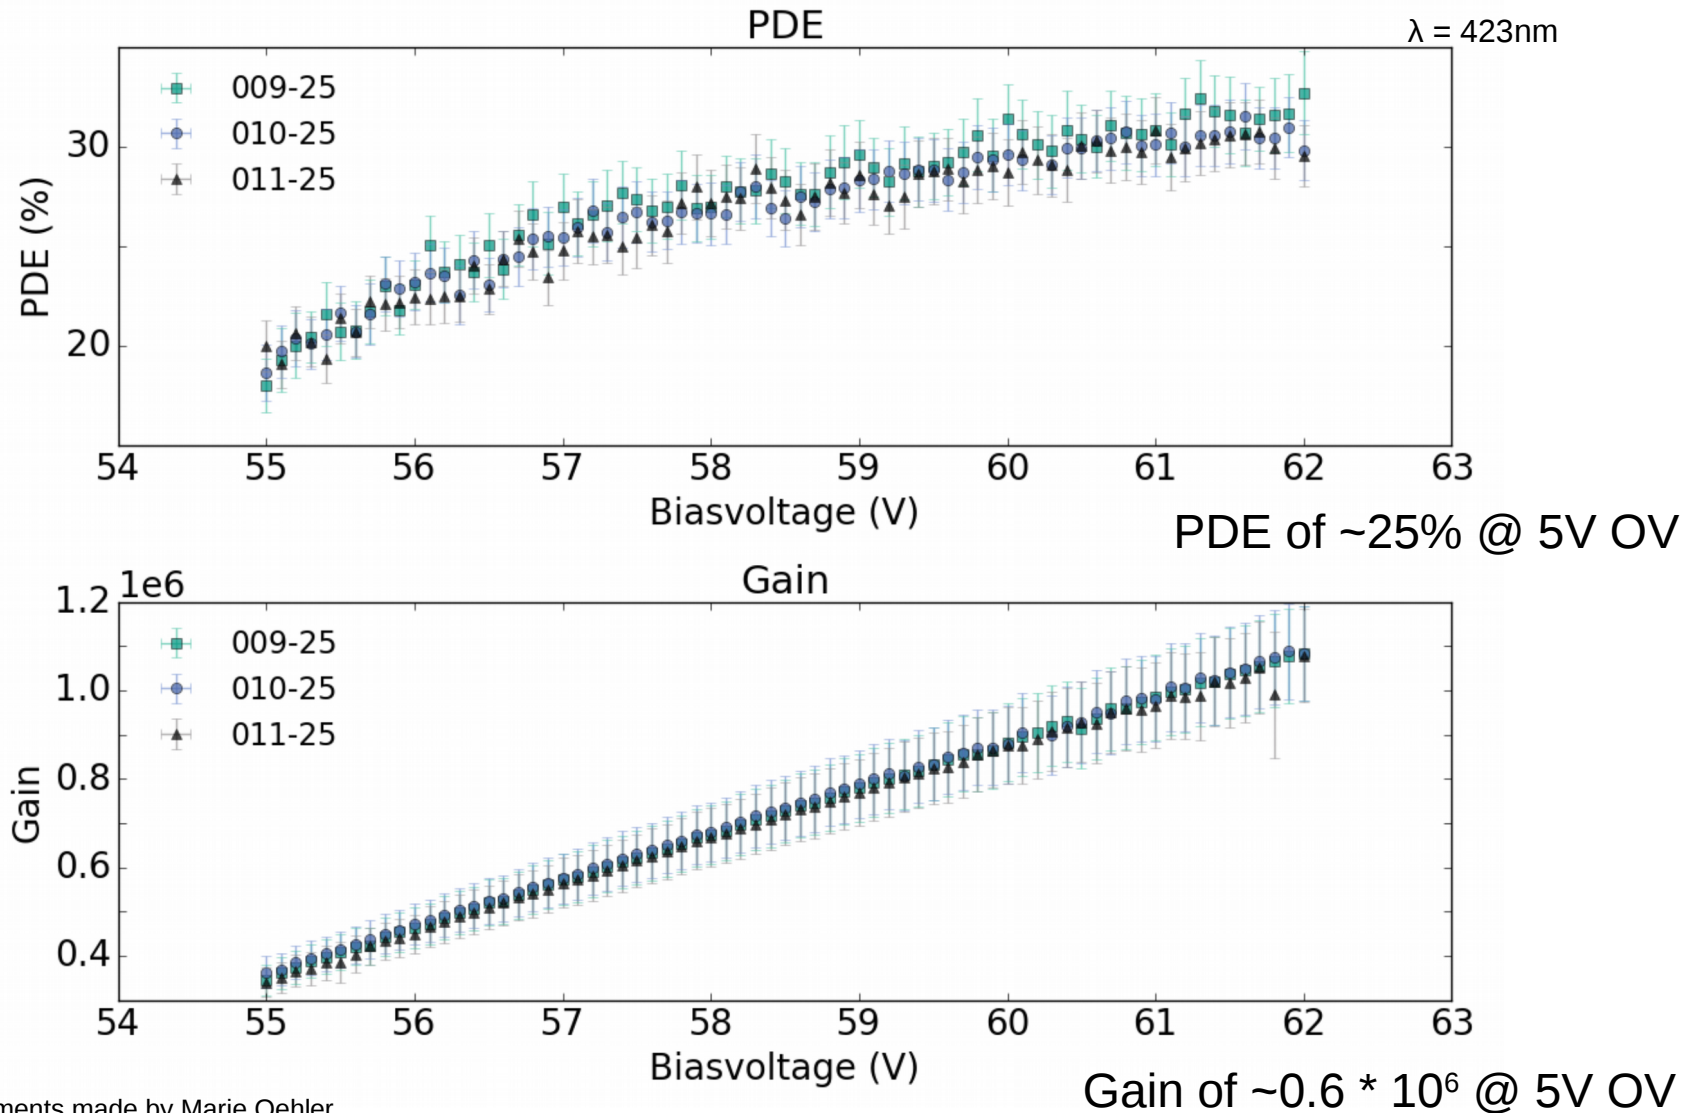 PDE
λ = 423nm
009-25
010-25
011-25
PDE (%)
30
20
54 55 56 57 58 59 60 61 62 63
Biasvoltage (V)
PDE of ~25% @ 5V OV
1e6
Gain
009-25
010-25
011-25
Gain
1.2
1.0
0.8
0.6
0.4
54 55 56 57 58 59 60 61 62 63
Biasvoltage (V)
Gain of ~0.6 * 10⁶ @ 5V OV
ments made by Marie Oehler